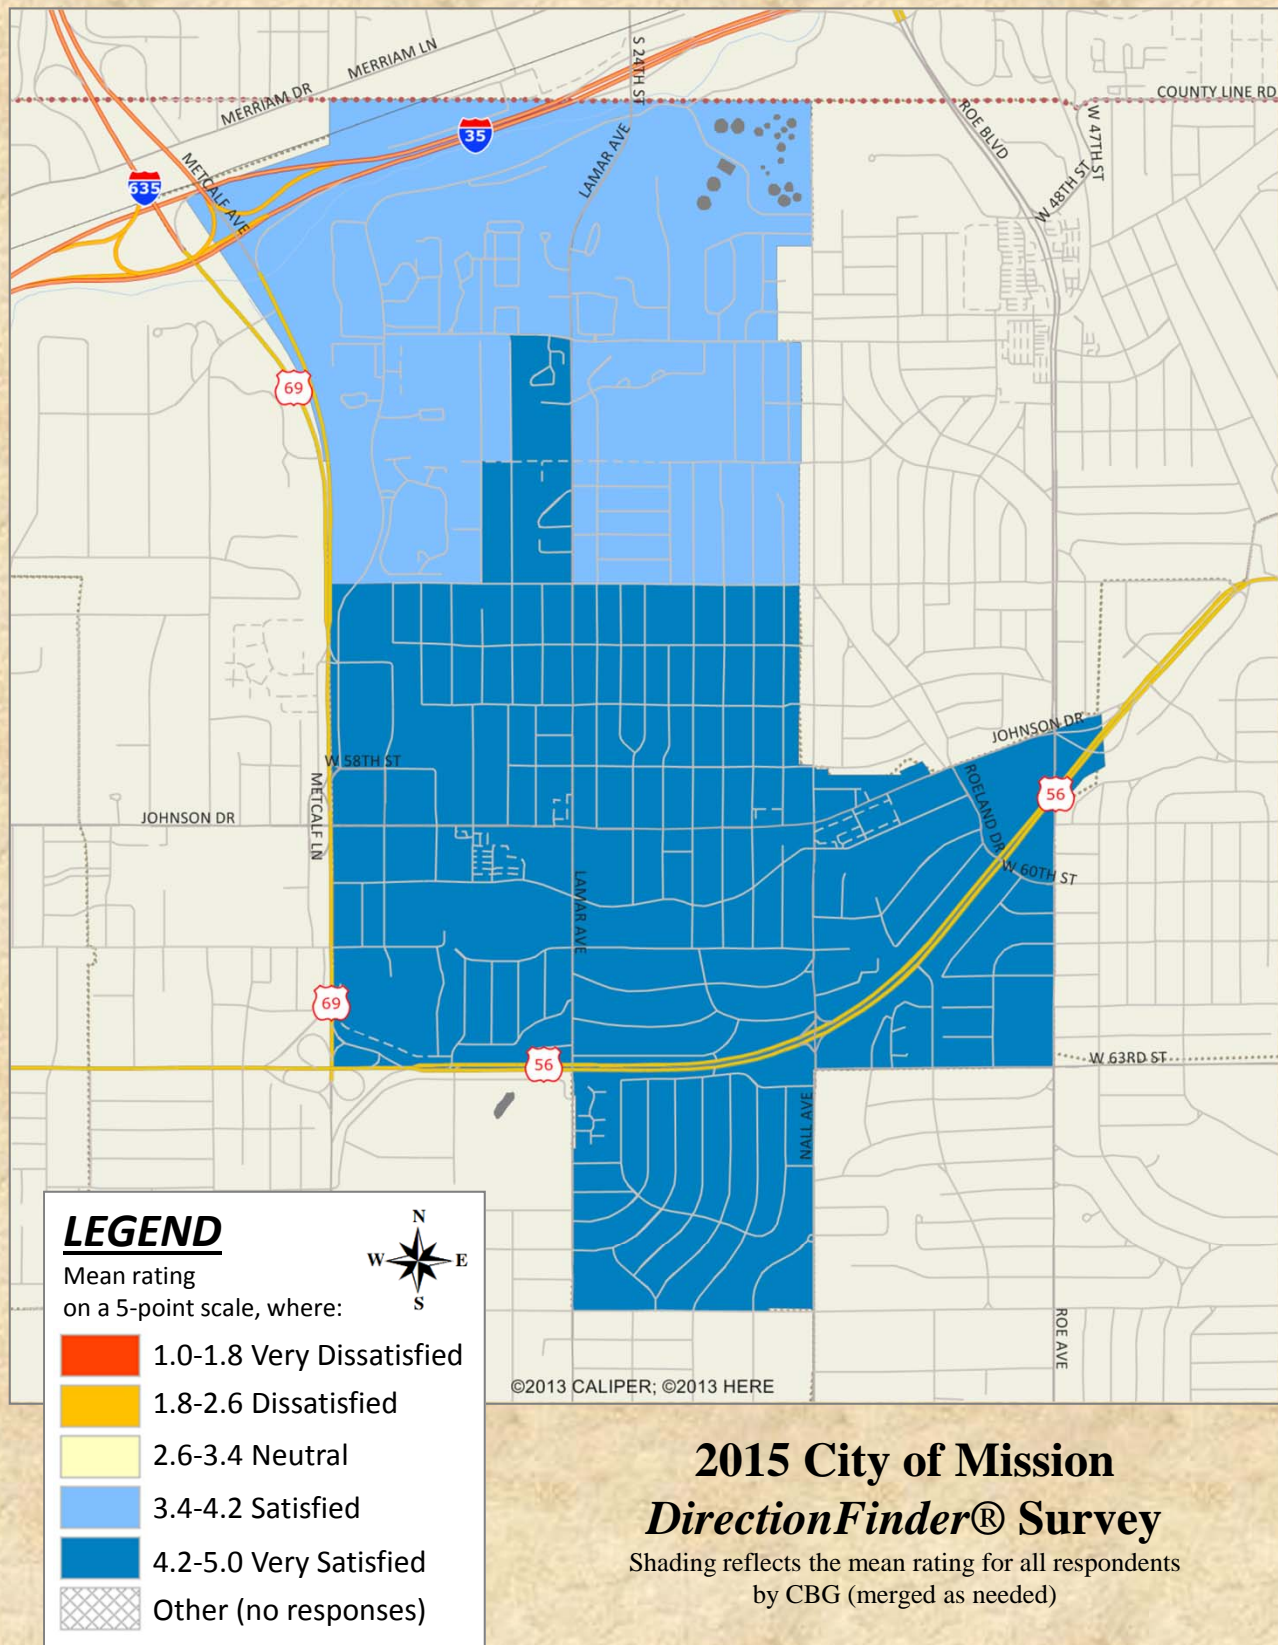 S 24TH ST
MERRIAM LN
MERRIAM DR
COUNTY LINE RD
35
ROE BLVD
W 47TH ST
LAMAR AVE
METCALF AVE
635
W 48TH ST
69
JOHNSON DR
W 58TH ST
ROELAND DR
56
METCALF LN
JOHNSON DR
W 60TH ST
LAMAR AVE
69
56
W 63RD ST
NALL AVE
ROE AVE
LEGEND
N
W E
S
Mean rating
on a 5-point scale, where:
1.0-1.8 Very Dissatisfied
1.8-2.6 Dissatisfied
2.6-3.4 Neutral
3.4-4.2 Satisfied
4.2-5.0 Very Satisfied
Other (no responses)
©2013 CALIPER; ©2013 HERE
2015 City of Mission
DirectionFinder® Survey
Shading reflects the mean rating for all respondents
by CBG (merged as needed)